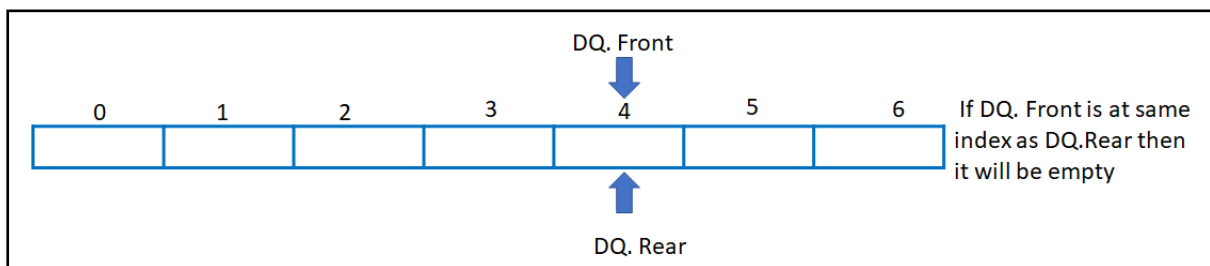 DQ. Front
0 1 2 3 4 5 6
If DQ. Front is at same
index as DQ.Rear then
it will be empty
DQ. Rear